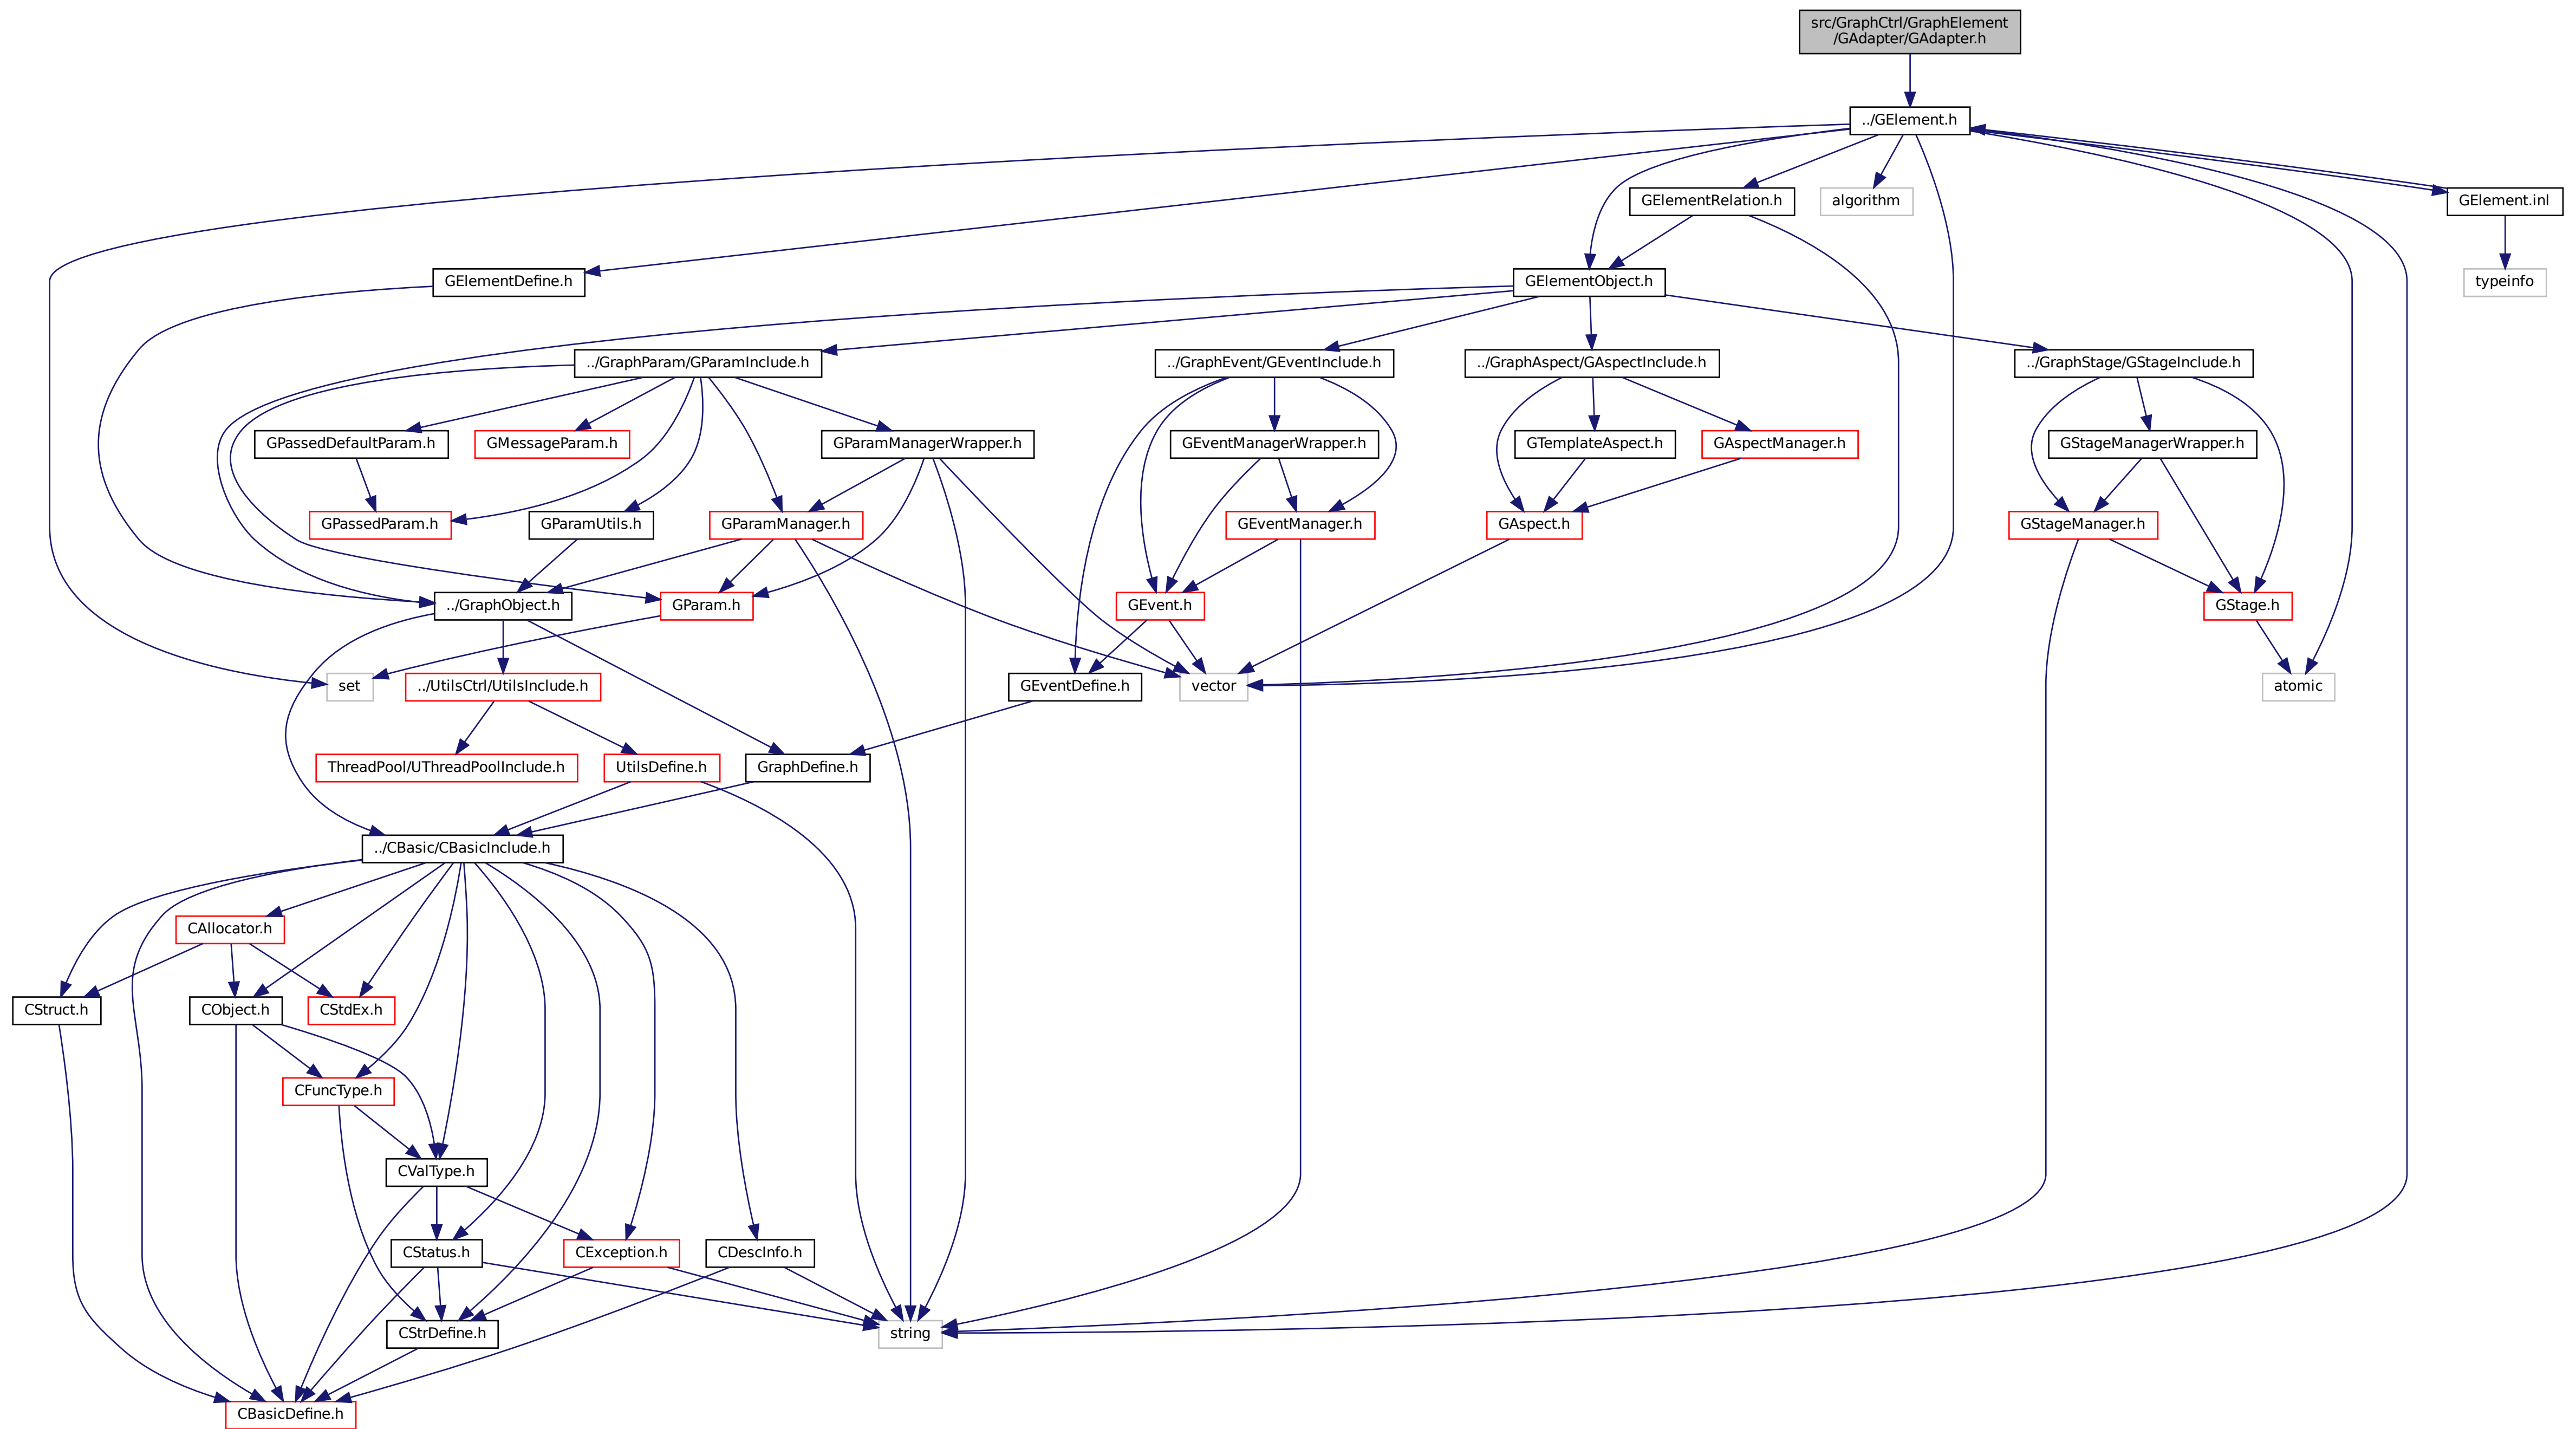 src/GraphCtrl/GraphElement
/GAdapter/GAdapter.h
../GElement.h
GElementRelation.h
algorithm
GElement.inl
GElementDefine.h
GElementObject.h
typeinfo
../GraphParam/GParamInclude.h
../GraphEvent/GEventInclude.h
../GraphAspect/GAspectInclude.h
../GraphStage/GStageInclude.h
GPassedDefaultParam.h
GMessageParam.h
GParamManagerWrapper.h
GEventManagerWrapper.h
GTemplateAspect.h
GAspectManager.h
GStageManagerWrapper.h
GPassedParam.h
GParamUtils.h
GParamManager.h
GEventManager.h
GAspect.h
GStageManager.h
../GraphObject.h
GParam.h
GEvent.h
GStage.h
set
../UtilsCtrl/UtilsInclude.h
GEventDefine.h
vector
atomic
ThreadPool/UThreadPoolInclude.h
UtilsDefine.h
GraphDefine.h
../CBasic/CBasicInclude.h
CAllocator.h
CStruct.h
CObject.h
CStdEx.h
CFuncType.h
CValType.h
CStatus.h
CException.h
CDescInfo.h
CStrDefine.h
string
CBasicDefine.h